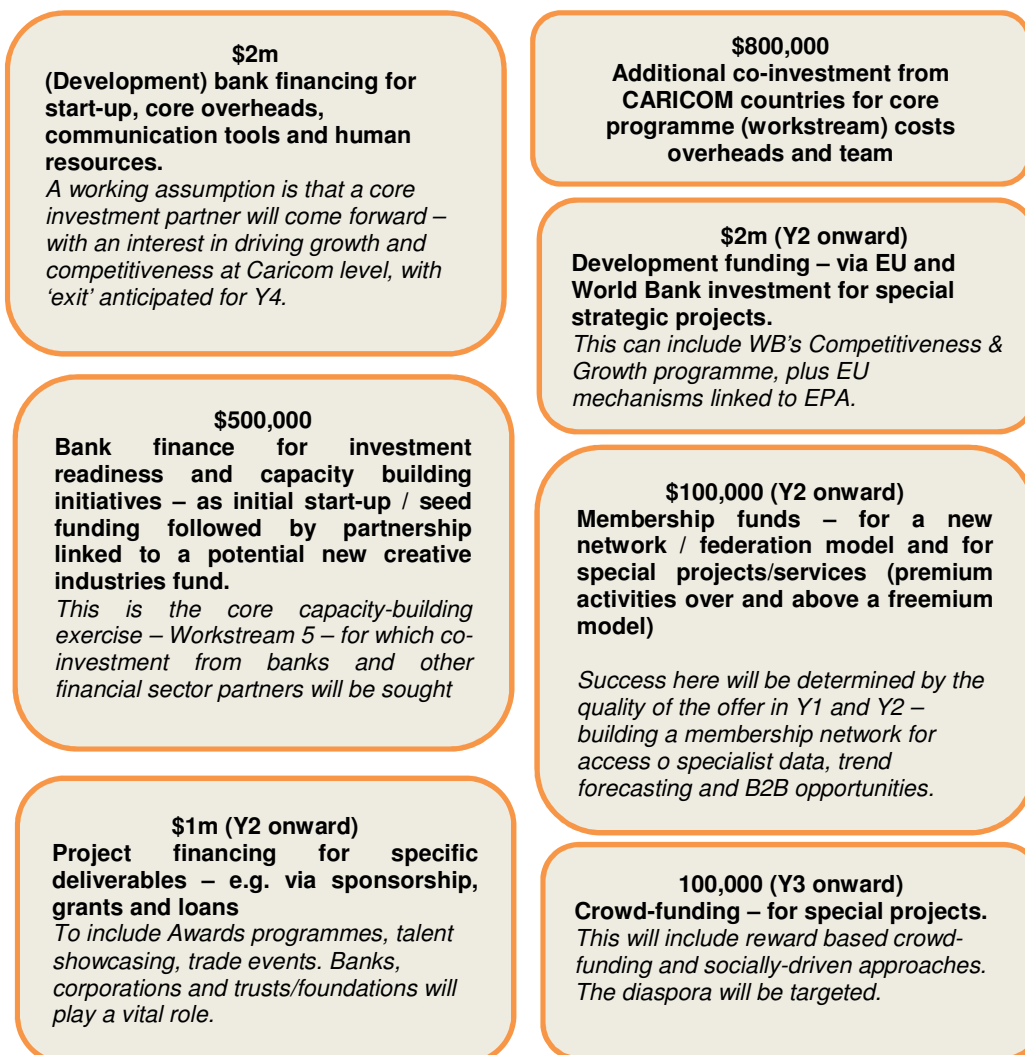 $2m
(Development) bank financing for
start-up, core overheads,
communication tools and human
resources.
A working assumption is that a core
investment partner will come forward –
with an interest in driving growth and
competitiveness at Caricom level, with
‘exit’ anticipated for Y4.
$800,000
Additional co-investment from
CARICOM countries for core
programme (workstream) costs
overheads and team
$2m (Y2 onward)
Development funding – via EU and
World Bank investment for special
strategic projects.
This can include WB’s Competitiveness &
Growth programme, plus EU
mechanisms linked to EPA.
$500,000
Bank finance for investment
readiness and capacity building
initiatives – as initial start-up / seed
funding followed by partnership
linked to a potential new creative
industries fund.
This is the core capacity-building
exercise – Workstream 5 – for which co-
investment from banks and other
financial sector partners will be sought
$100,000 (Y2 onward)
Membership funds – for a new
network / federation model and for
special projects/services (premium
activities over and above a freemium
model)
Success here will be determined by the
quality of the offer in Y1 and Y2 –
building a membership network for
access o specialist data, trend
forecasting and B2B opportunities.
$1m (Y2 onward)
Project financing for specific
deliverables – e.g. via sponsorship,
grants and loans
To include Awards programmes, talent
showcasing, trade events. Banks,
corporations and trusts/foundations will
play a vital role.
100,000 (Y3 onward)
Crowd-funding – for special projects.
This will include reward based crowd-
funding and socially-driven approaches.
The diaspora will be targeted.